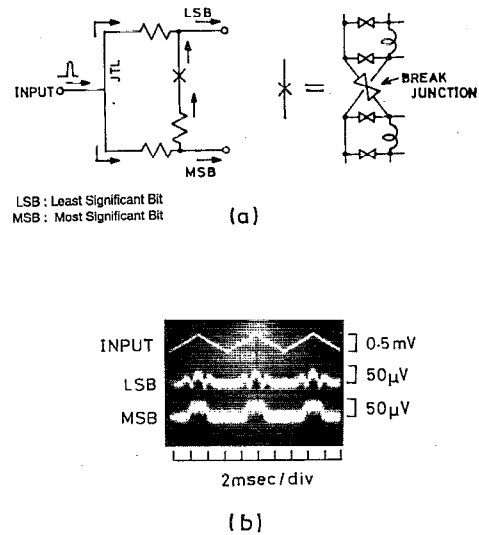 LSB
JTL
INPUT
MSB
BREAK
JUNCTION
LSB : Least Significant Bit
MSB : Most Significant Bit
(a)
INPUT
0.5mV
LSB
50µV
MSB
50µV
2msec/div
(b)